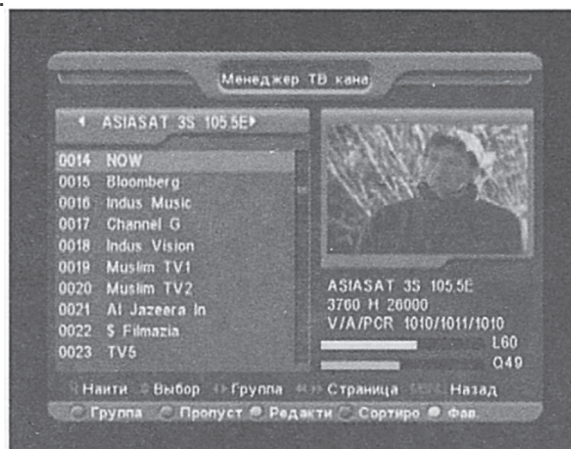 Менеджер ТВ кана
ASIASAT 3S 105.5E
0014 NOW
0015 Bloomberg
0016 Indus Music
0017 Channel G
0018 Indus Vision
0019 Muslim TV1
0020 Muslim TV2
0021 Al Jazeera In
0022 $ Filmazia
0023 TV5
ASIASAT 3S 105.5E
3760 H 26000
V/A/PCR 1010/1011/1010
L60
Q49
Найти Выбор Группа Страница MENU Назад
Группа Пропуст Редакти Сортиро Фав.